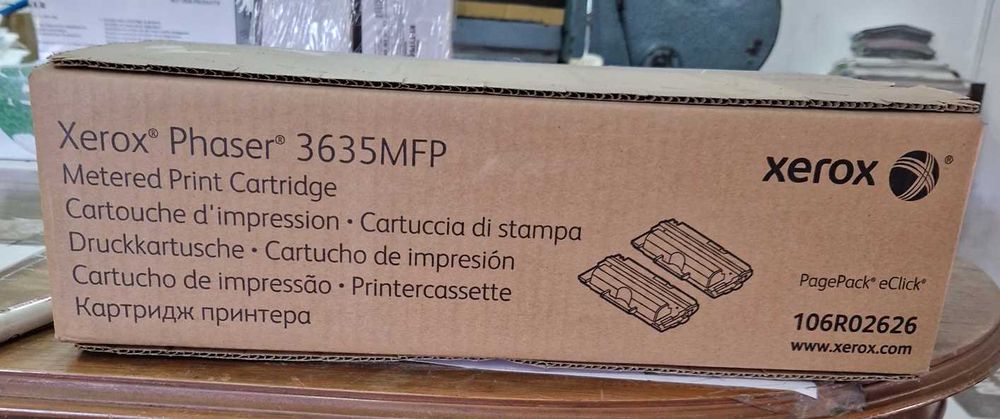 Xerox® Phaser® 3635MFP
Metered Print Cartridge
Cartouche d'impression • Cartuccia di stampa
Druckkartusche • Cartucho de impresión
Cartucho de impressão • Printercassette
Картридж принтера
xerox ®
PagePack® eClick®
106R02626
www.xerox.com